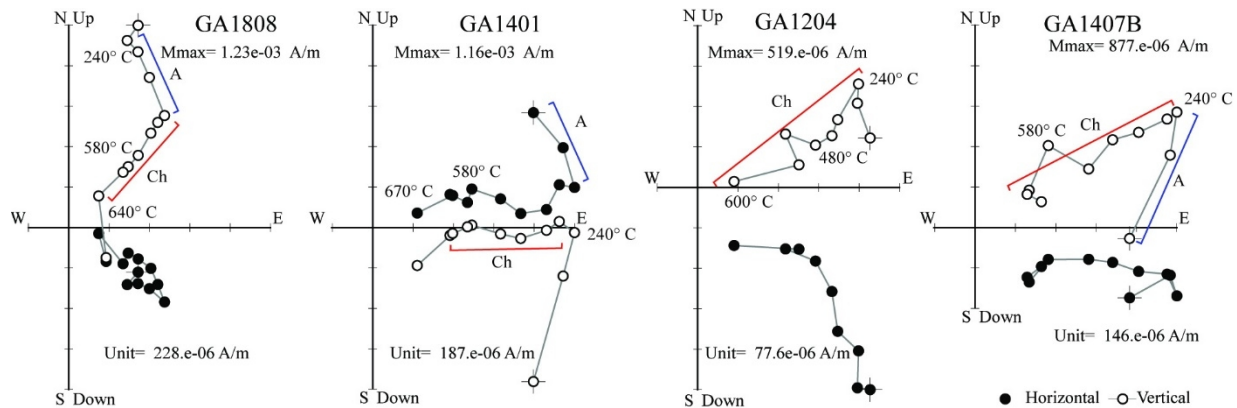 N Up GA1808
Mmax= 1.23e-03 A/m
240° C
A
580° C
Ch
640° C
W E
Unit= 228.e-06 A/m
S Down
N Up GA1401
Mmax= 1.16e-03 A/m
A
580° C
670° C
W E
240° C
Ch
Unit= 187.e-06 A/m
S Down
N Up GA1204
Mmax= 519.e-06 A/m
240° C
Ch
480° C
E
600° C
Unit= 77.6e-06 A/m
S Down
N Up GA1407B
Mmax= 877.e-06 A/m
240° C
Ch
580° C
A
W E
S Down
Unit= 146.e-06 A/m
Horizontal Vertical